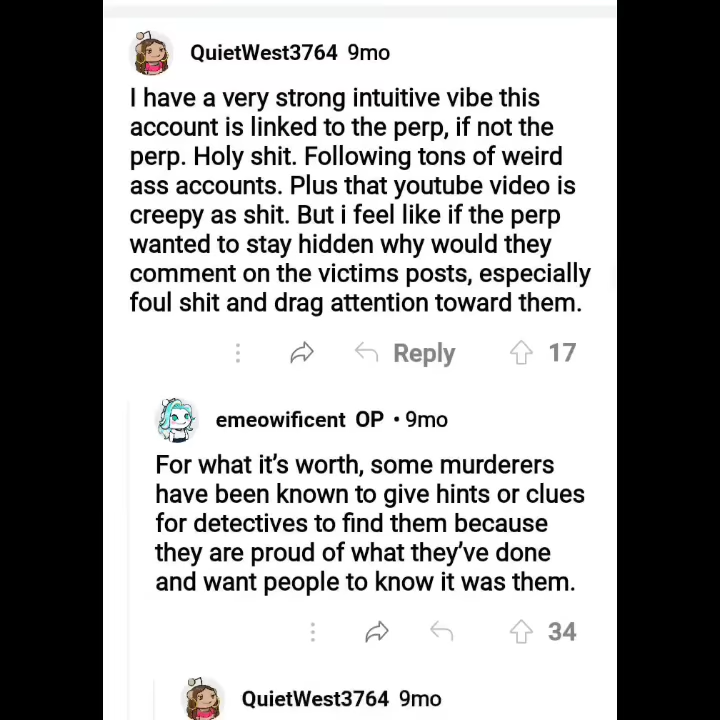 QuietWest3764 9mo
I have a very strong intuitive vibe this
account is linked to the perp, if not the
perp. Holy shit. Following tons of weird
ass accounts. Plus that youtube video is
creepy as shit. But i feel like if the perp
wanted to stay hidden why would they
comment on the victims posts, especially
foul shit and drag attention toward them.
Reply 17
emeowificent OP • 9mo
For what it's worth, some murderers
have been known to give hints or clues
for detectives to find them because
they are proud of what they've done
and want people to know it was them.
34
QuietWest3764 9mo